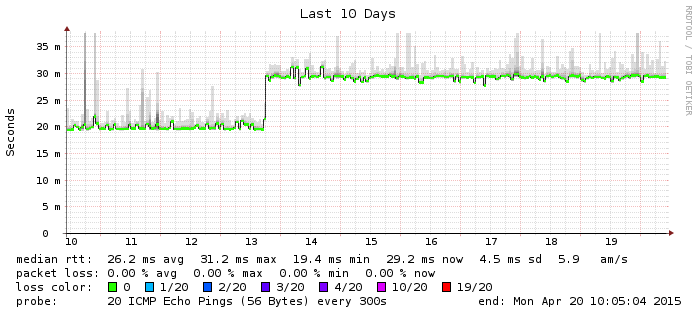 Last 10 Days
RRDTOOL / TOBI OETIKER
Seconds
35 m
30 m
25 m
20 m
15 m
10 m
5 m
0
10 11 12 13 14 15 16 17 18 19
median rtt: 26.2 ms avg 31.2 ms max 19.4 ms min 29.2 ms now 4.5 ms sd 5.9 am/s
packet loss: 0.00 % avg 0.00 % max 0.00 % min 0.00 % now
loss color: 0 1/20 2/20 3/20 4/20 10/20 19/20
probe: 20 ICMP Echo Pings (56 Bytes) every 300s end: Mon Apr 20 10:05:04 2015